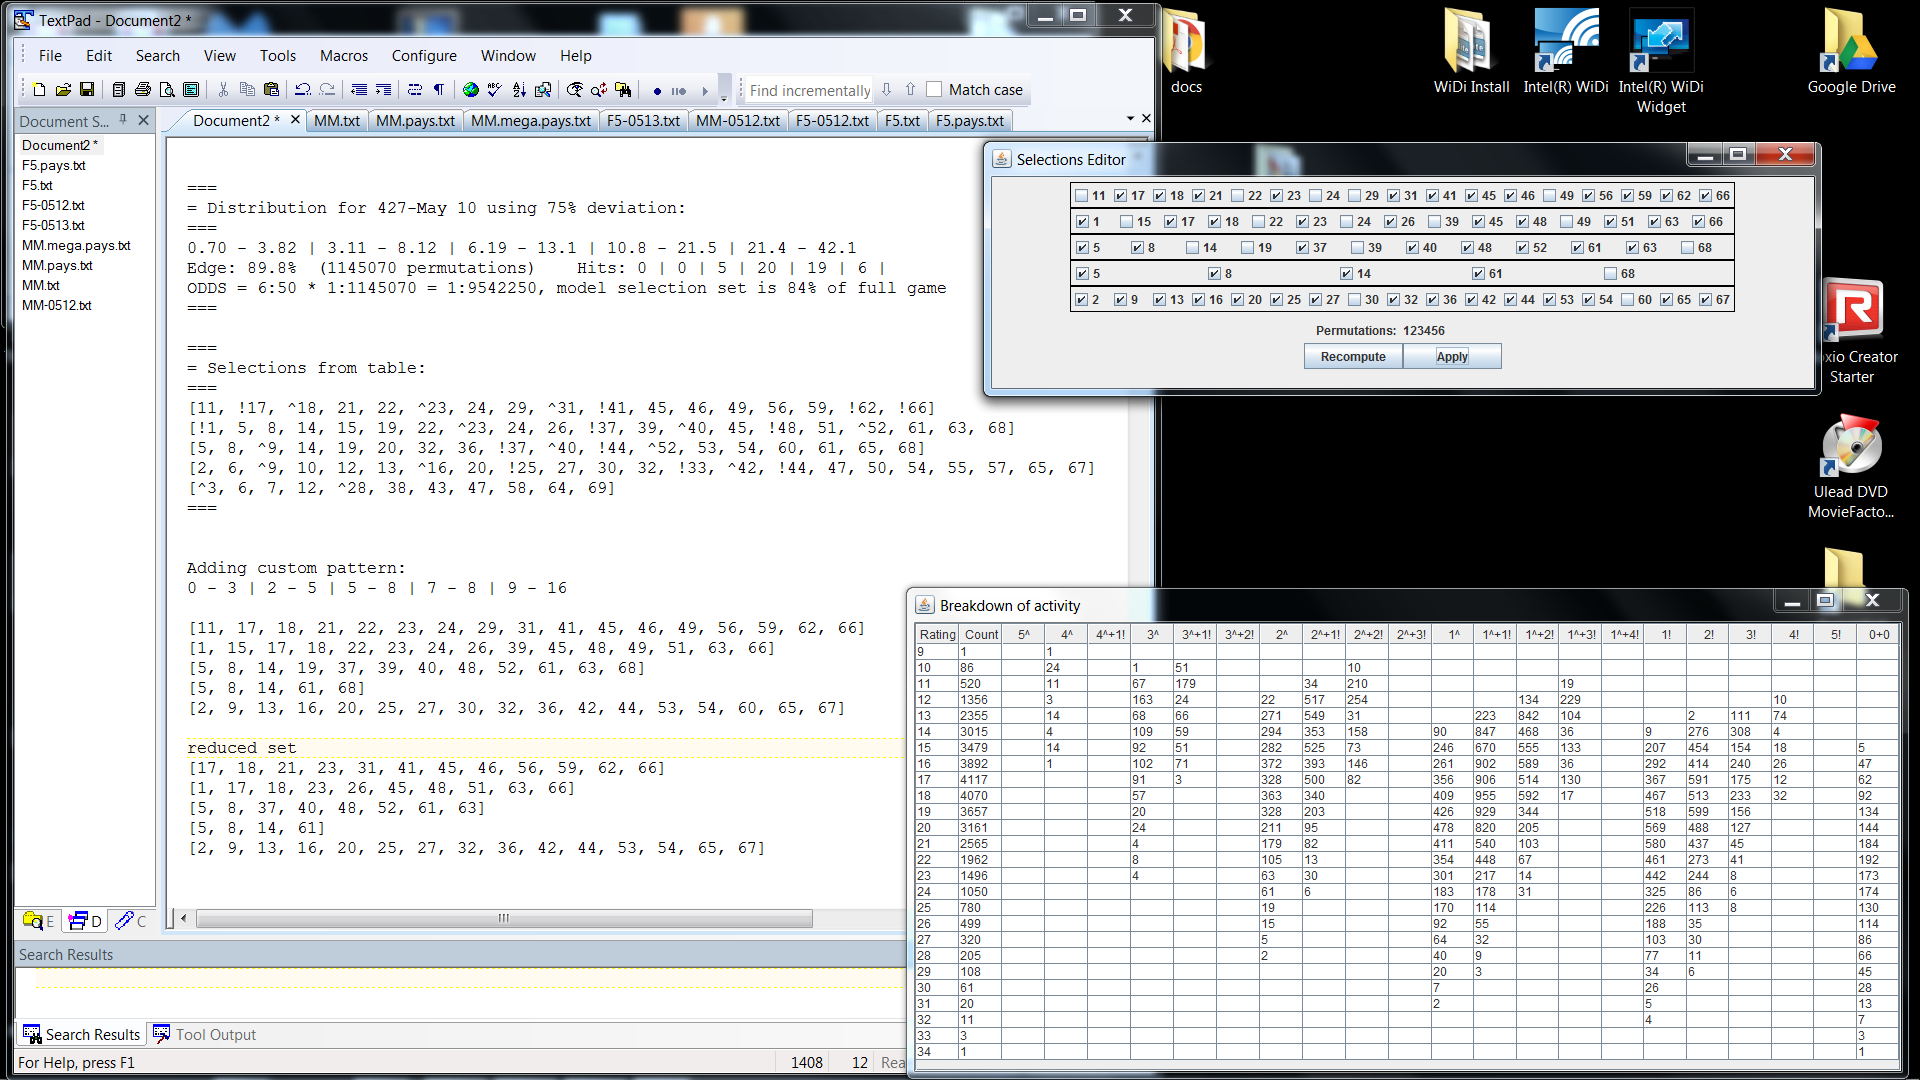 TextPad - Document2 *
File Edit Search View Tools Macros Configure Window Help
Find incrementally Match case
Document S...
Document2 * MM.txt MM.pays.txt MM.mega.pays.txt F5-0513.txt MM-0512.txt F5-0512.txt F5.txt F5.pays.txt
Document2 *
F5.pays.txt
F5.txt
F5-0512.txt
F5-0513.txt
MM.mega.pays.txt
MM.pays.txt
MM.txt
MM-0512.txt
E D C
===
= Distribution for 427-May 10 using 75% deviation:
===
0.70 - 3.82 | 3.11 - 8.12 | 6.19 - 13.1 | 10.8 - 21.5 | 21.4 - 42.1
Edge: 89.8% (1145070 permutations) Hits: 0 | 0 | 5 | 20 | 19 | 6 |
ODDS = 6:50 * 1:1145070 = 1:9542250, model selection set is 84% of full game
===
===
= Selections from table:
===
[11, !17, ^18, 21, 22, ^23, 24, 29, ^31, !41, 45, 46, 49, 56, 59, !62, !66]
[!1, 5, 8, 14, 15, 19, 22, ^23, 24, 26, !37, 39, ^40, 45, !48, 51, ^52, 61, 63, 68]
[5, 8, ^9, 14, 19, 20, 32, 36, !37, ^40, !44, ^52, 53, 54, 60, 61, 65, 68]
[2, 6, ^9, 10, 12, 13, ^16, 20, !25, 27, 30, 32, !33, ^42, !44, 47, 50, 54, 55, 57, 65, 67]
[^3, 6, 7, 12, ^28, 38, 43, 47, 58, 64, 69]
===
Adding custom pattern:
0 - 3 | 2 - 5 | 5 - 8 | 7 - 8 | 9 - 16
[11, 17, 18, 21, 22, 23, 24, 29, 31, 41, 45, 46, 49, 56, 59, 62, 66]
[1, 15, 17, 18, 22, 23, 24, 26, 39, 45, 48, 49, 51, 63, 66]
[5, 8, 14, 19, 37, 39, 40, 48, 52, 61, 63, 68]
[5, 8, 14, 61, 68]
[2, 9, 13, 16, 20, 25, 27, 30, 32, 36, 42, 44, 53, 54, 60, 65, 67]
reduced set
[17, 18, 21, 23, 31, 41, 45, 46, 56, 59, 62, 66]
[1, 17, 18, 23, 26, 45, 48, 51, 63, 66]
[5, 8, 37, 40, 48, 52, 61, 63]
[5, 8, 14, 61]
[2, 9, 13, 16, 20, 25, 27, 32, 36, 42, 44, 53, 54, 65, 67]
Search Results
Search Results Tool Output
For Help, press F1 1408 12 Rea
docs
WiDi Install
Intel(R) WiDi
Intel(R) WiDi
Widget
Google Drive
Selections Editor
11 17 18 21 22 23 24 29 31 41 45 46 49 56 59 62 66
1 15 17 18 22 23 24 26 39 45 48 49 51 63 66
5 8 14 19 37 39 40 48 52 61 63 68
5 8 14 61 68
2 9 13 16 20 25 27 30 32 36 42 44 53 54 60 65 67
Permutations: 123456
Recompute Apply
oxio Creator
Starter
Ulead DVD
MovieFacto...
Breakdown of activity
Rating Count 5^ 4^ 4^+1! 3^ 3^+1! 3^+2! 2^ 2^+1! 2^+2! 2^+3! 1^ 1^+1! 1^+2! 1^+3! 1^+4! 1! 2! 3! 4! 5! 0+0
9 1 1
10 86 24 1 51 10
11 520 11 67 179 34 210 19
12 1356 3 163 24 22 517 254 134 229 10
13 2355 14 68 66 271 549 31 223 842 104 2 111 74
14 3015 4 109 59 294 353 158 90 847 468 36 9 276 308 4
15 3479 14 92 51 282 525 73 246 670 555 133 207 454 154 18 5
16 3892 1 102 71 372 393 146 261 902 589 36 292 414 240 26 47
17 4117 91 3 328 500 82 356 906 514 130 367 591 175 12 62
18 4070 57 363 340 409 955 592 17 467 513 233 32 92
19 3657 20 328 203 426 929 344 518 599 156 134
20 3161 24 211 95 478 820 205 569 488 127 144
21 2565 4 179 82 411 540 103 580 437 45 184
22 1962 8 105 13 354 448 67 461 273 41 192
23 1496 4 63 30 301 217 14 442 244 8 173
24 1050 61 6 183 178 31 325 86 6 174
25 780 19 170 114 226 113 8 130
26 499 15 92 55 188 35 114
27 320 5 64 32 103 30 86
28 205 2 40 9 77 11 66
29 108 20 3 34 6 45
30 61 7 26 28
31 20 2 5 13
32 11 4 7
33 3 3
34 1 1